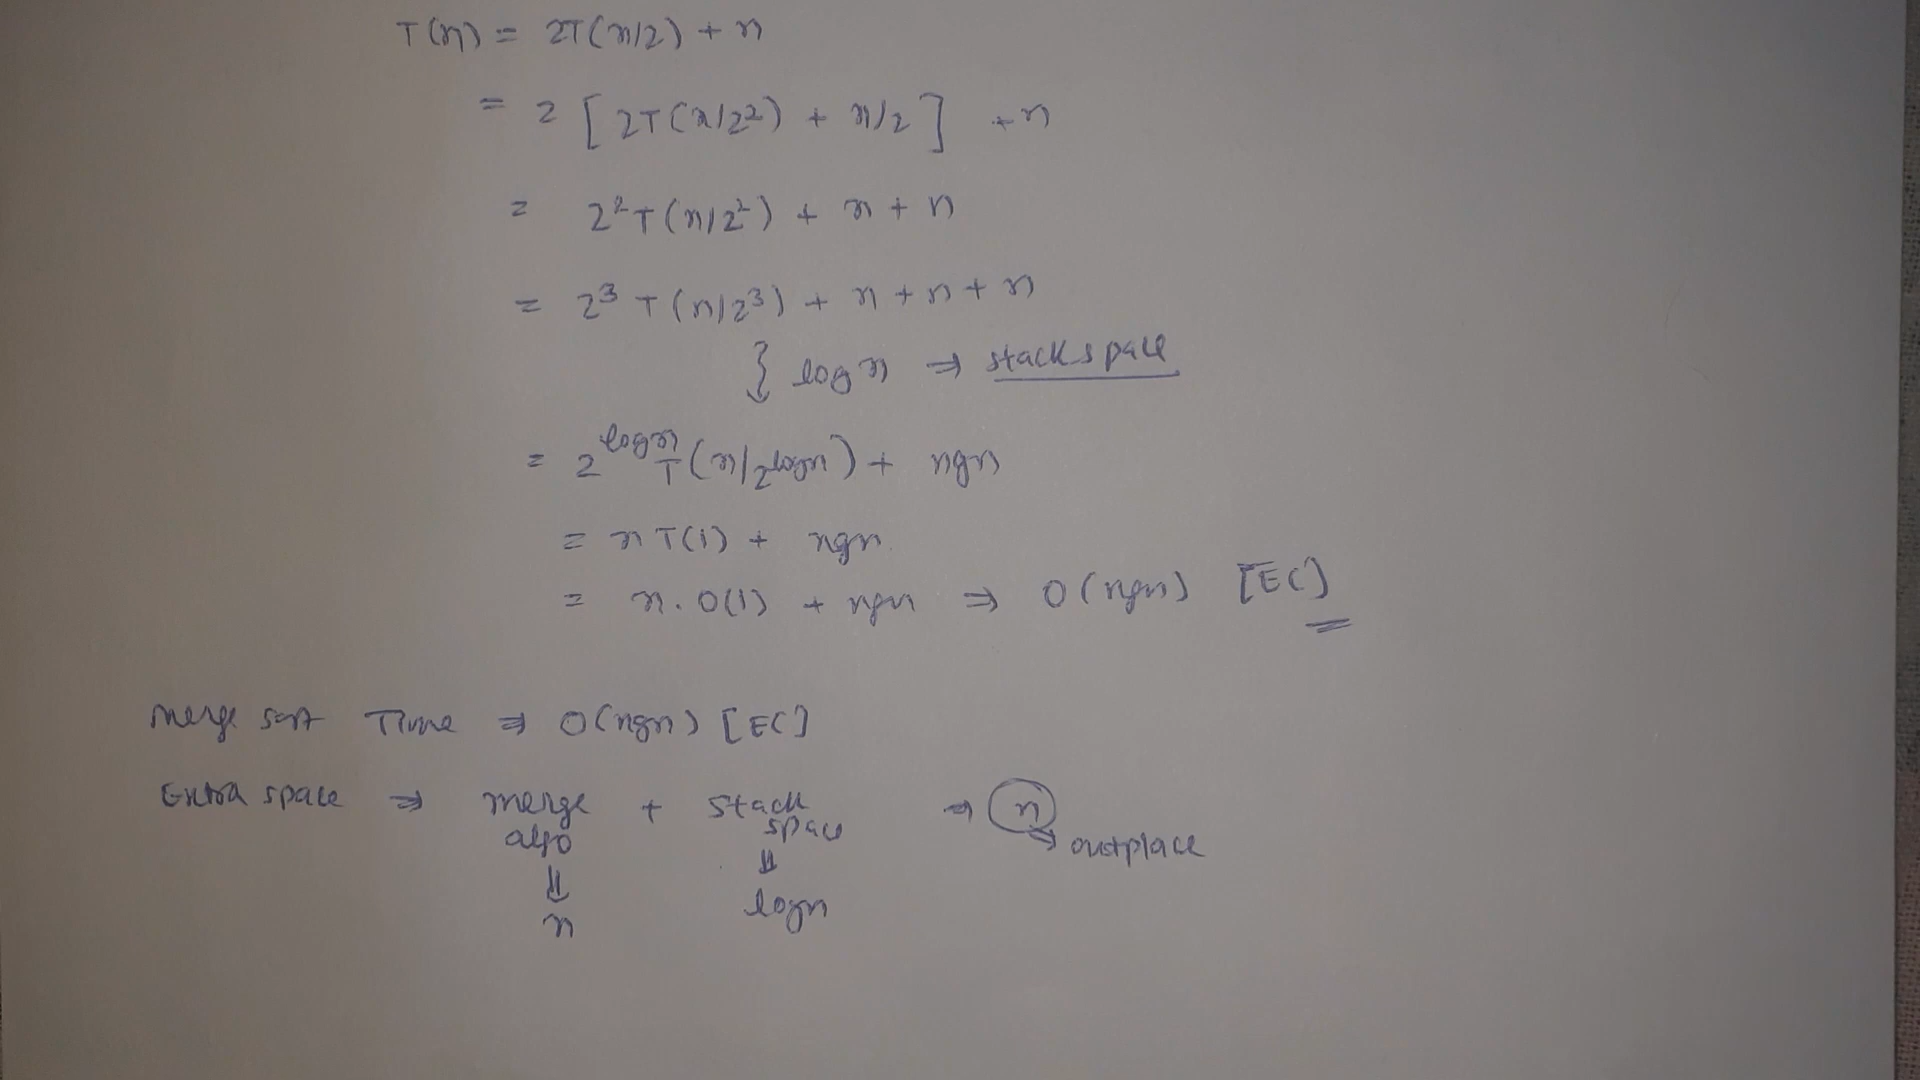 T(n) = 2T(n/2) + n
= 2 [ 2T(n/2²) + n/2 ] + n
= 2²T(n/2²) + n + n
= 2³ T(n/2³) + n + n + n
} logn ⇒ stack space
= 2^logn T(n/2^logn) + nlgn
= n T(1) + nlgn
= n. O(1) + nlgn ⇒ O(nlgn) [EC]
merge sort Time ⇒ O(nlgn) [EC]
Extra space ⇒ merge + stack ⇒ n
algo space ↳ outplace
⇓ ⇓
n logn